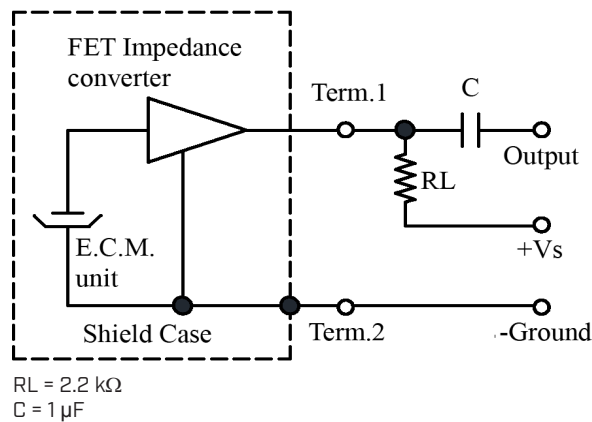 FET Impedance
converter
Term.1
C
Output
RL
+Vs
E.C.M.
unit
Shield Case
Term.2
-Ground
RL = 2.2 kΩ
C = 1 µF